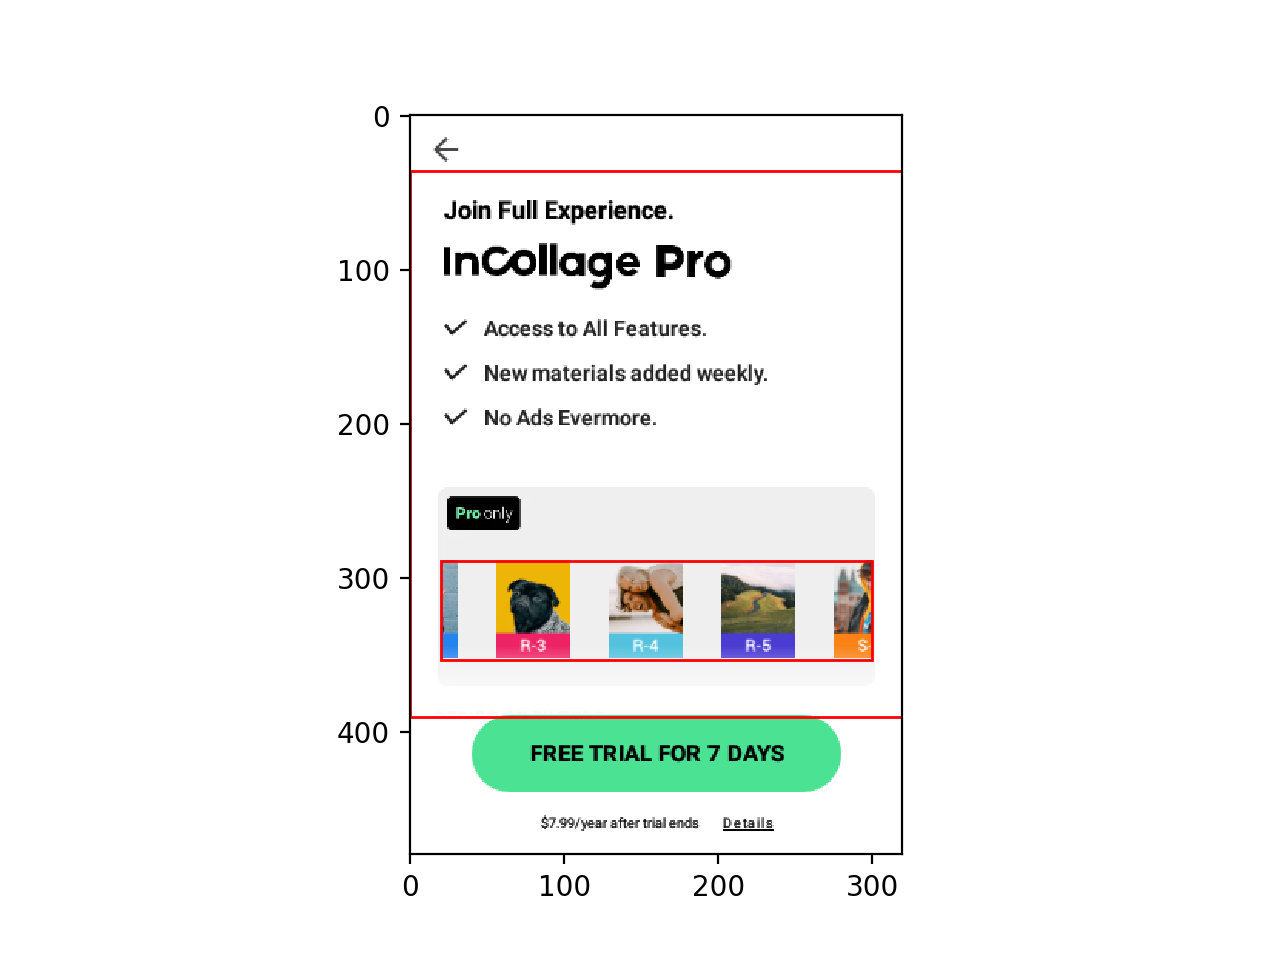 0
100
200
300
400
Join Full Experience.
InCollage Pro
Access to All Features.
New materials added weekly.
No Ads Evermore.
Pro only
R-3 R-4 R-5 S-
FREE TRIAL FOR 7 DAYS
$7.99/year after trial ends Details
0 100 200 300